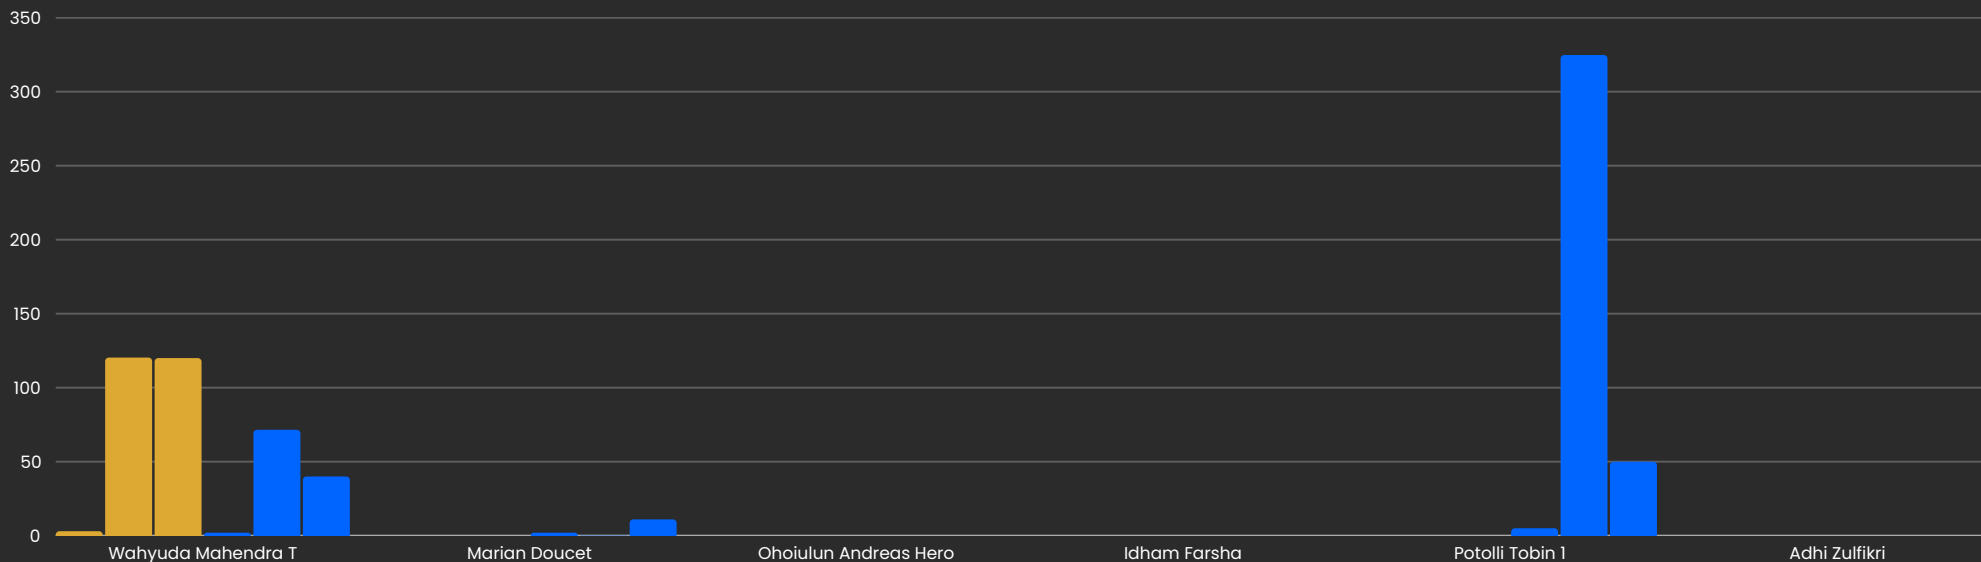 350
300
250
200
150
100
50
0
Wahyuda Mahendra T
Marian Doucet
Ohoiulun Andreas Hero
Idham Farsha
Potolli Tobin 1
Adhi Zulfikri